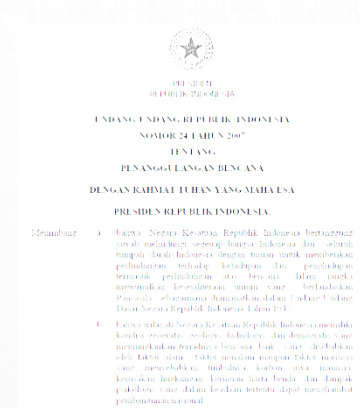 PRESIDEN
REPUBLIK INDONESIA
UNDANG-UNDANG REPUBLIK INDONESIA
NOMOR 24 TAHUN 2007
TENTANG
PENANGGULANGAN BENCANA
DENGAN RAHMAT TUHAN YANG MAHA ESA
PRESIDEN REPUBLIK INDONESIA,
Menimbang : a. bahwa Negara Kesatuan Republik Indonesia bertanggung
jawab melindungi segenap bangsa Indonesia dan seluruh
tumpah darah Indonesia dengan tujuan untuk memberikan
perlindungan terhadap kehidupan dan penghidupan
termasuk perlindungan atas bencana dalam rangka
mewujudkan kesejahteraan umum yang berlandaskan
Pancasila sebagaimana diamanatkan dalam Undang-Undang
Dasar Negara Republik Indonesia Tahun 1945
b. bahwa wilayah Negara Kesatuan Republik Indonesia memiliki
kondisi geografis, geologis, hidrologis, dan demografis yang
memungkinkan terjadinya bencana, baik yang disebabkan
oleh faktor alam, faktor nonalam maupun faktor manusia
yang menyebabkan timbulnya korban jiwa manusia,
kerusakan lingkungan, kerugian harta benda, dan dampak
psikologis yang dalam keadaan tertentu dapat menghambat
pembangunan nasional